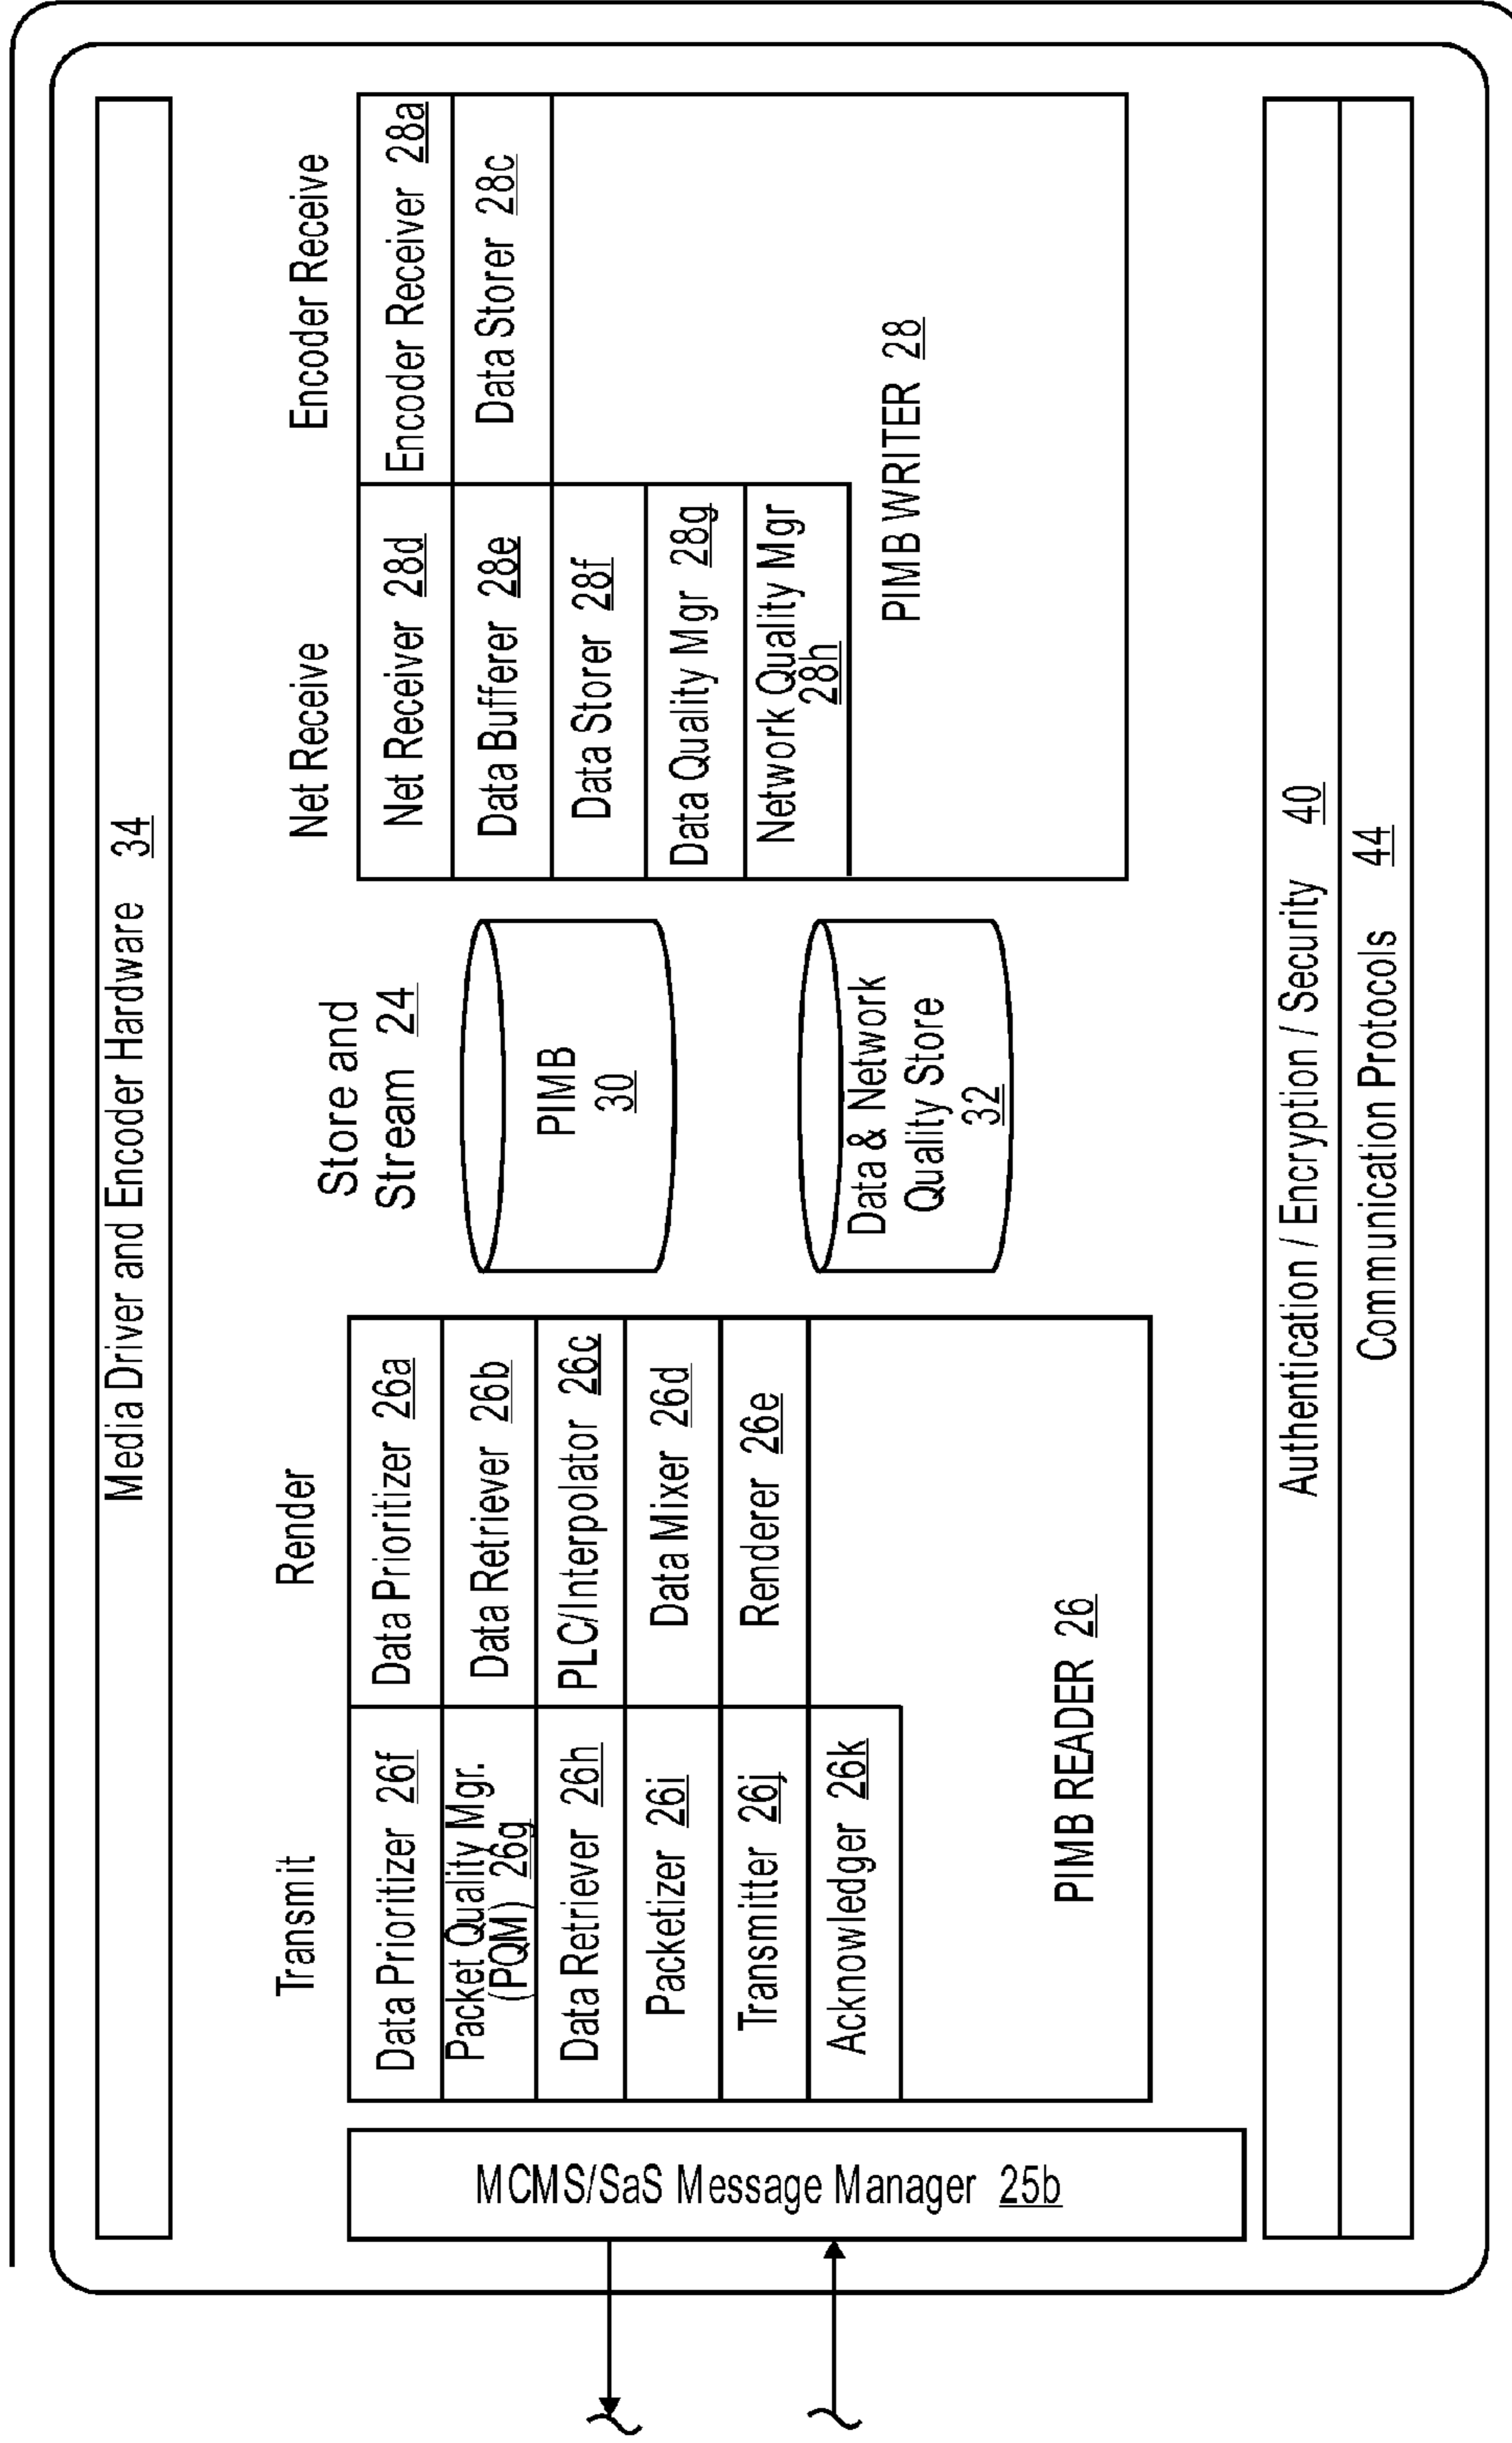 Media Driver and Encoder Hardware 34
MCMS/SaS Message Manager 25b
Transmit
Data Prioritizer 26f
Packet Quality Mgr.
(PQM) 26g
Data Retriever 26h
Packetizer 26i
Transmitter 26j
Acknowledger 26k
Render
Data Prioritizer 26a
Data Retriever 26b
PLC/Interpolator 26c
Data Mixer 26d
Renderer 26e
PIMB READER 26
Store and
Stream 24
PIMB
30
Data & Network
Quality Store
32
Net Receive
Net Receiver 28d
Data Bufferer 28e
Data Storer 28f
Data Quality Mgr 28g
Network Quality Mgr
28h
Encoder Receive
Encoder Receiver 28a
Data Storer 28c
PIMB WRITER 28
Authentication / Encryption / Security 40
Communication Protocols 44